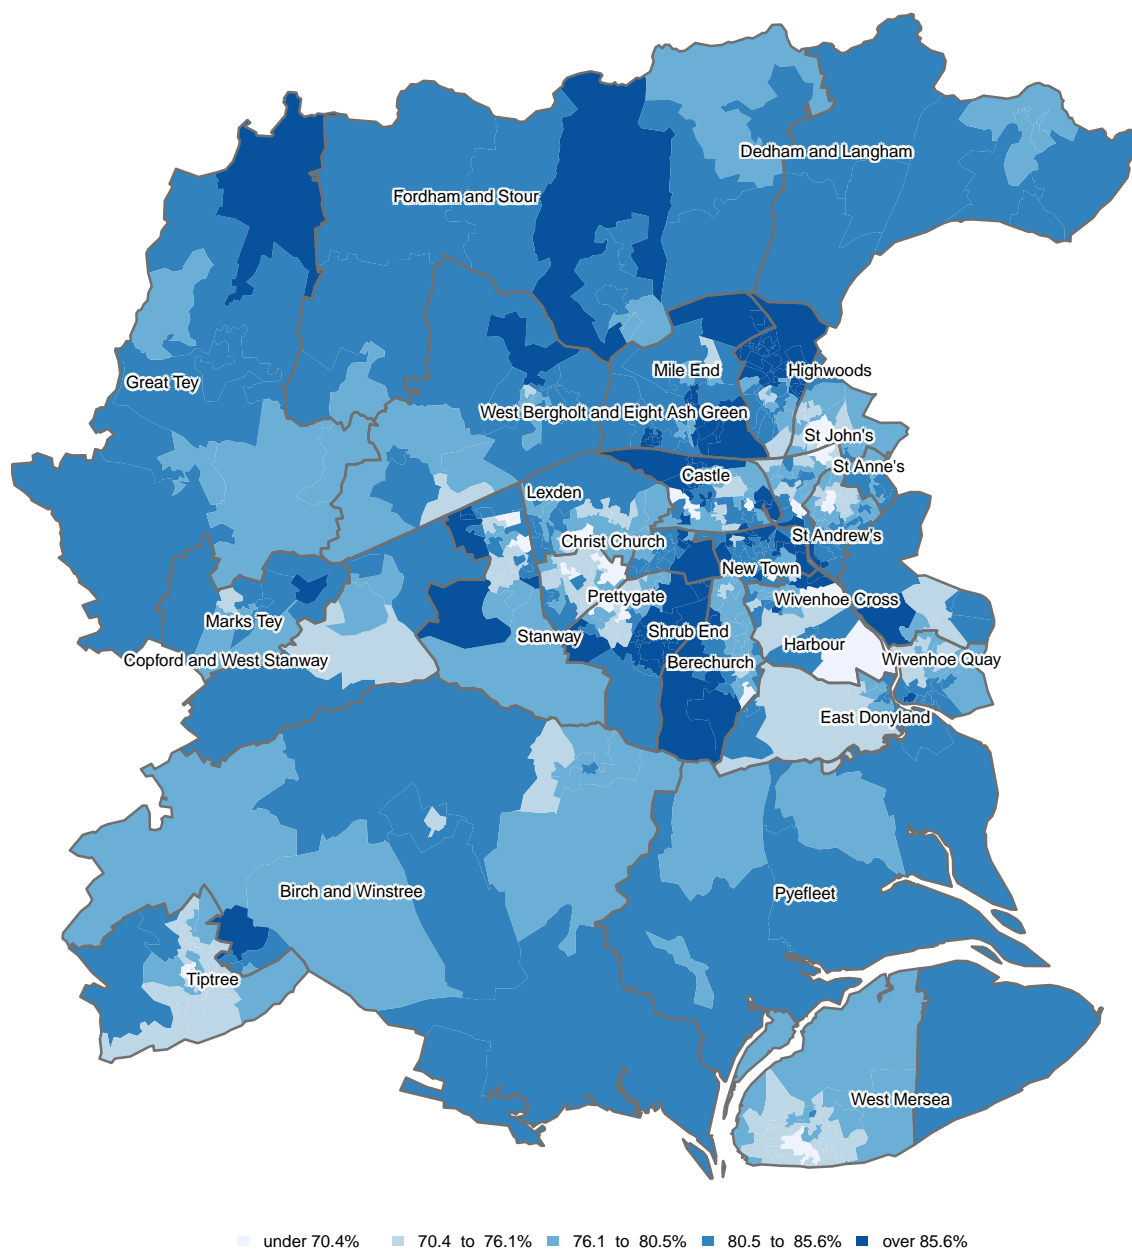 Dedham and Langham
Fordham and Stour
Great Tey
Mile End
Highwoods
West Bergholt and Eight Ash Green
St John's
St Anne's
Castle
Lexden
St Andrew's
Christ Church
New Town
Prettygate
Wivenhoe Cross
Marks Tey
Shrub End
Stanway
Harbour
Copford and West Stanway
Berechurch
Wivenhoe Quay
East Donyland
Birch and Winstree
Pyefleet
Tiptree
West Mersea
under 70.4% 70.4 to 76.1% 76.1 to 80.5% 80.5 to 85.6% over 85.6%